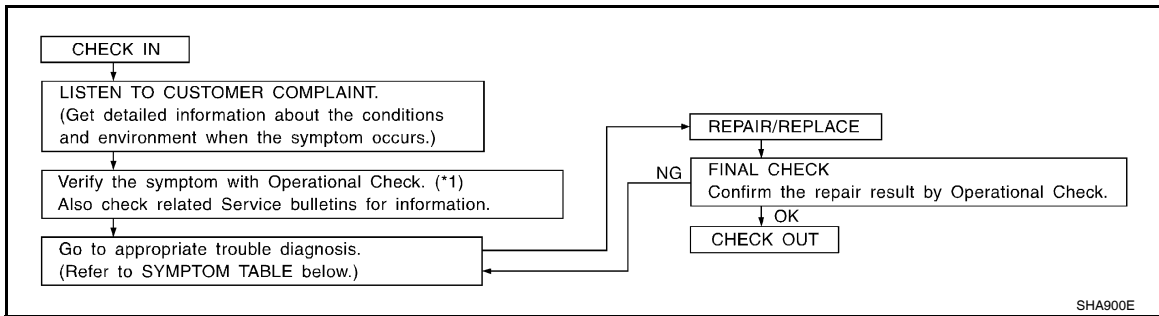 CHECK IN
LISTEN TO CUSTOMER COMPLAINT.
(Get detailed information about the conditions
and environment when the symptom occurs.)
Verify the symptom with Operational Check. (*1)
Also check related Service bulletins for information.
Go to appropriate trouble diagnosis.
(Refer to SYMPTOM TABLE below.)
REPAIR/REPLACE
NG
FINAL CHECK
Confirm the repair result by Operational Check.
OK
CHECK OUT
SHA900E